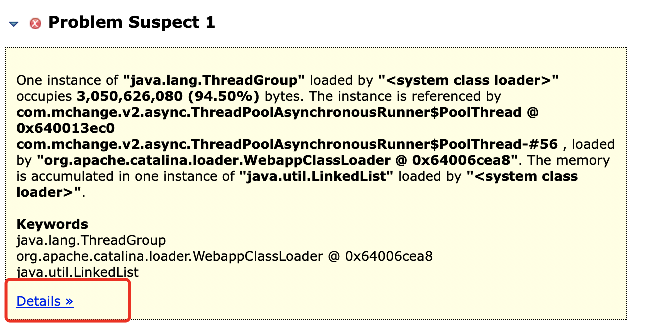 Problem Suspect 1
One instance of "java.lang.ThreadGroup" loaded by "<system class loader>"
occupies 3,050,626,080 (94.50%) bytes. The instance is referenced by
com.mchange.v2.async.ThreadPoolAsynchronousRunner$PoolThread @
0x640013ec0
com.mchange.v2.async.ThreadPoolAsynchronousRunner$PoolThread-#56 , loaded
by "org.apache.catalina.loader.WebappClassLoader @ 0x64006cea8". The memory
is accumulated in one instance of "java.util.LinkedList" loaded by "<system class
loader>".
Keywords
java.lang.ThreadGroup
org.apache.catalina.loader.WebappClassLoader @ 0x64006cea8
java.util.LinkedList
Details »